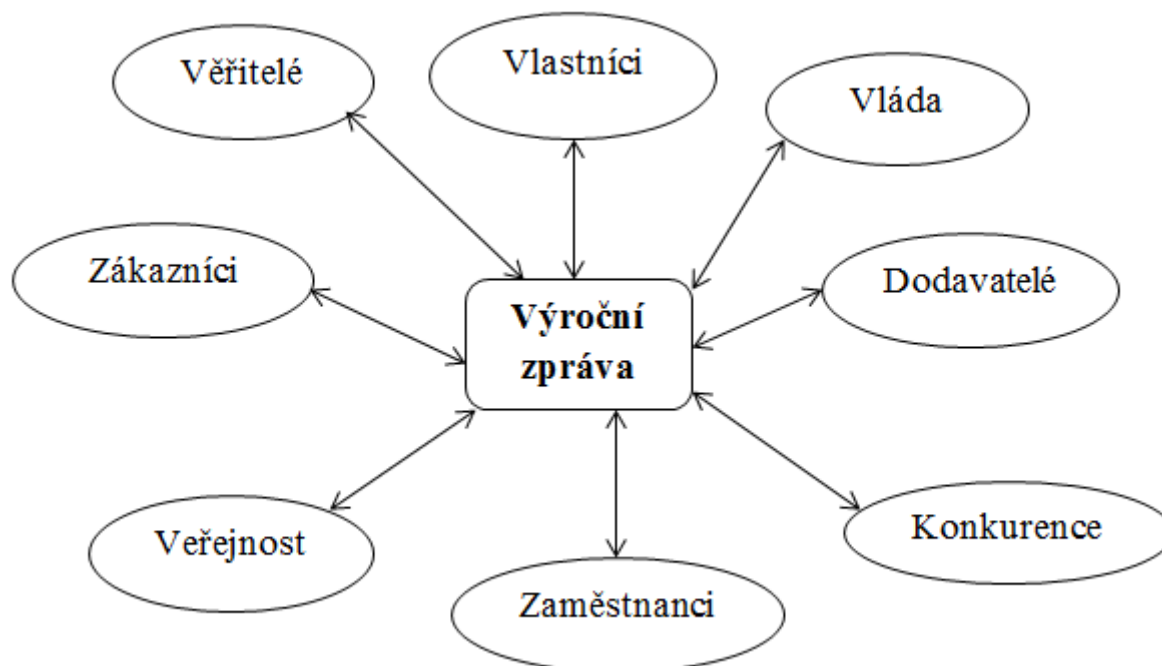 Věřitelé
Vlastníci
Vláda
Zákazníci
Dodavatelé
Výroční
zpráva
Veřejnost
Konkurence
Zaměstnanci